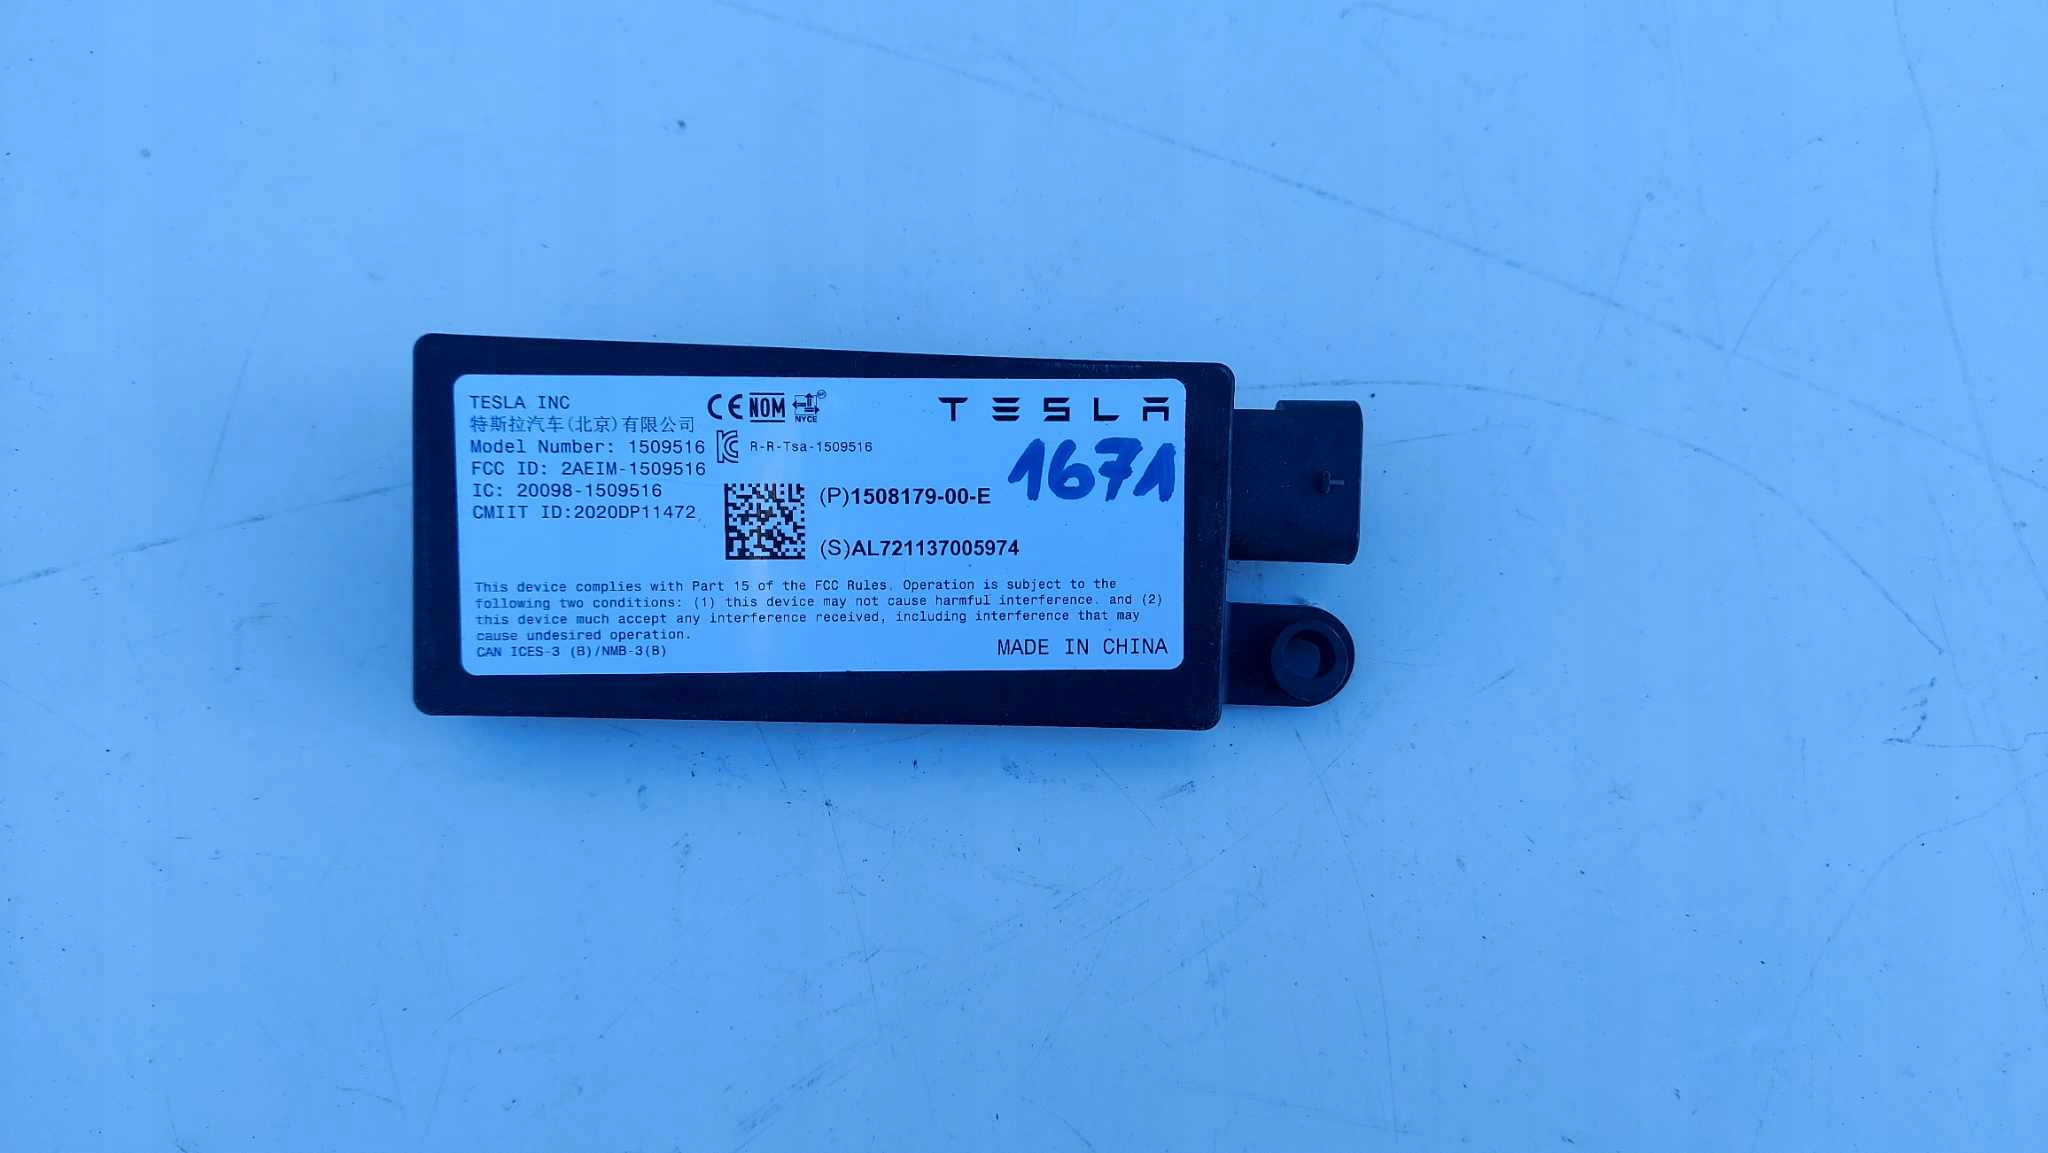 TESLA INC
特斯拉汽车(北京)有限公司
Model Number: 1509516
FCC ID: 2AEIM-1509516
IC: 20098-1509516
CMIIT ID:2020DP11472
CE NOM NYCE
R-R-Tsa-1509516
TESLA
1671
(P)1508179-00-E
(S)AL721137005974
This device complies with Part 15 of the FCC Rules. Operation is subject to the
following two conditions: (1) this device may not cause harmful interference. and (2)
this device much accept any interference received, including interference that may
cause undesired operation.
CAN ICES-3 (B)/NMB-3(B)
MADE IN CHINA